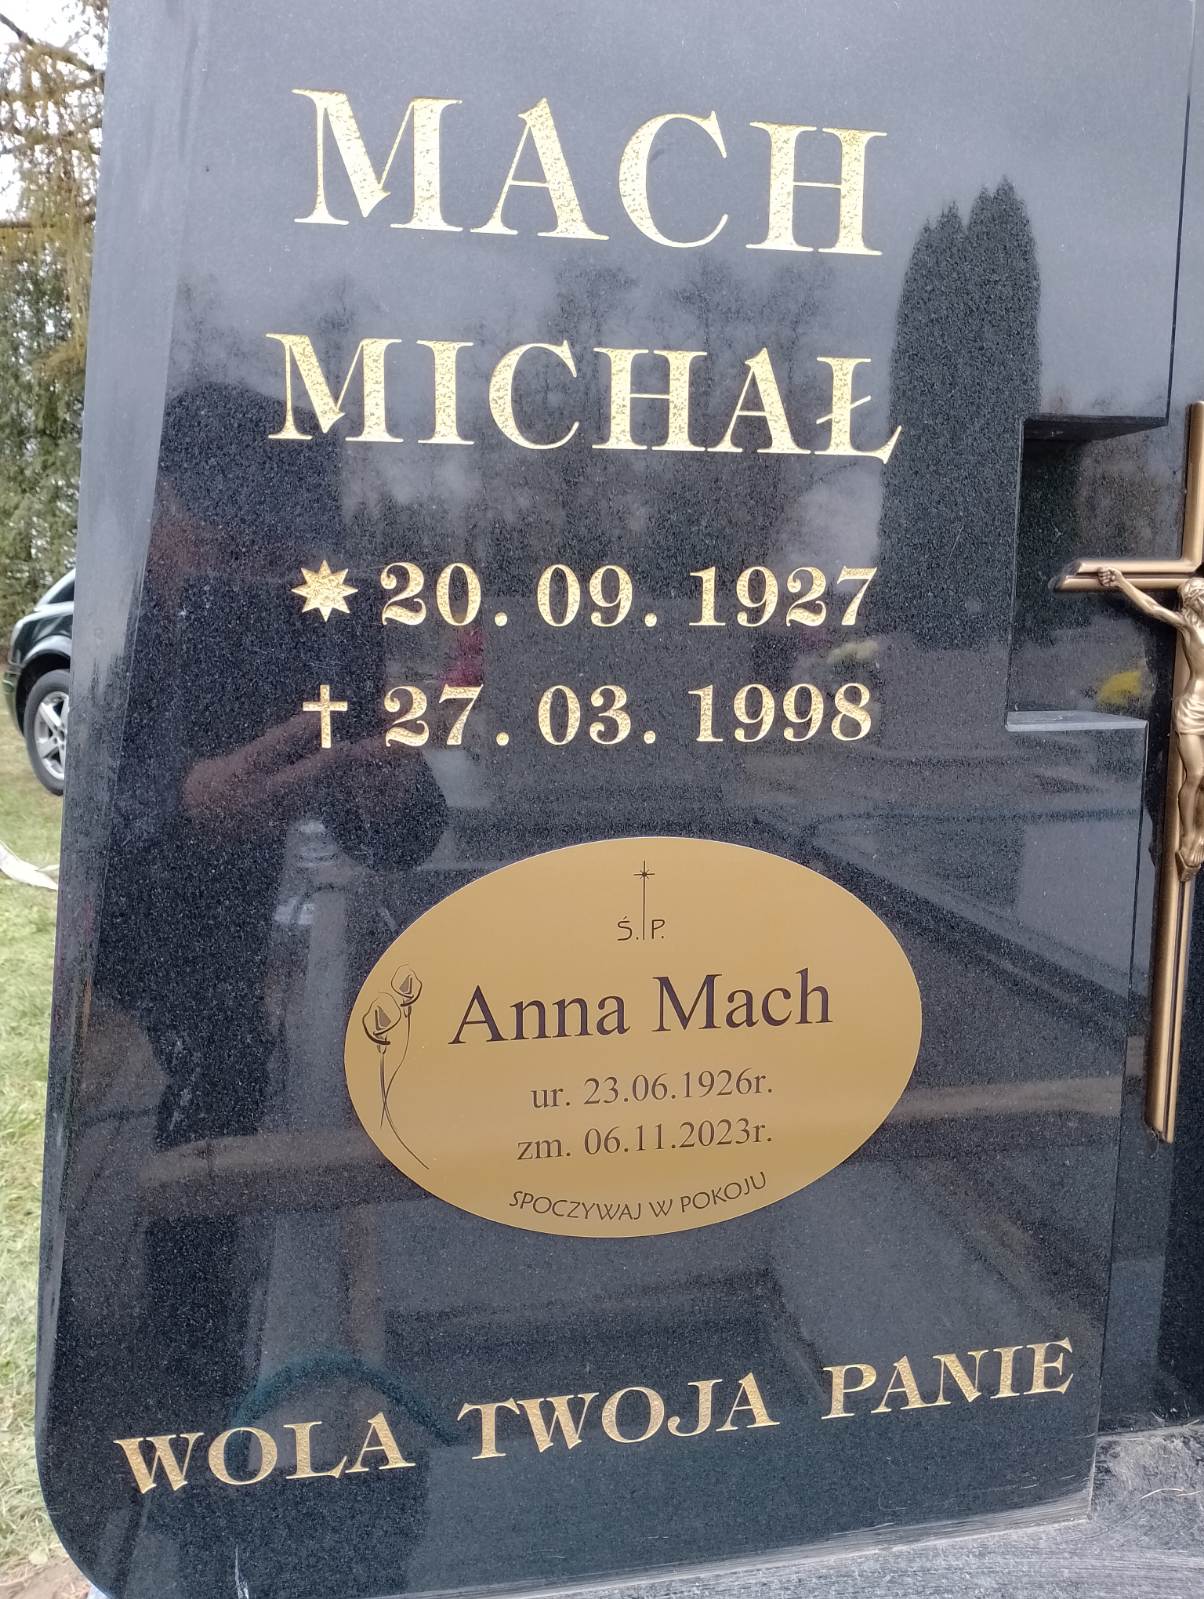 MACH
MICHAŁ
20. 09. 1927
27. 03. 1998
Ś. P.
Anna Mach
ur. 23.06.1926r.
zm. 06.11.2023r.
SPOCZYWAJ W POKOJU
WOLA TWOJA PANIE